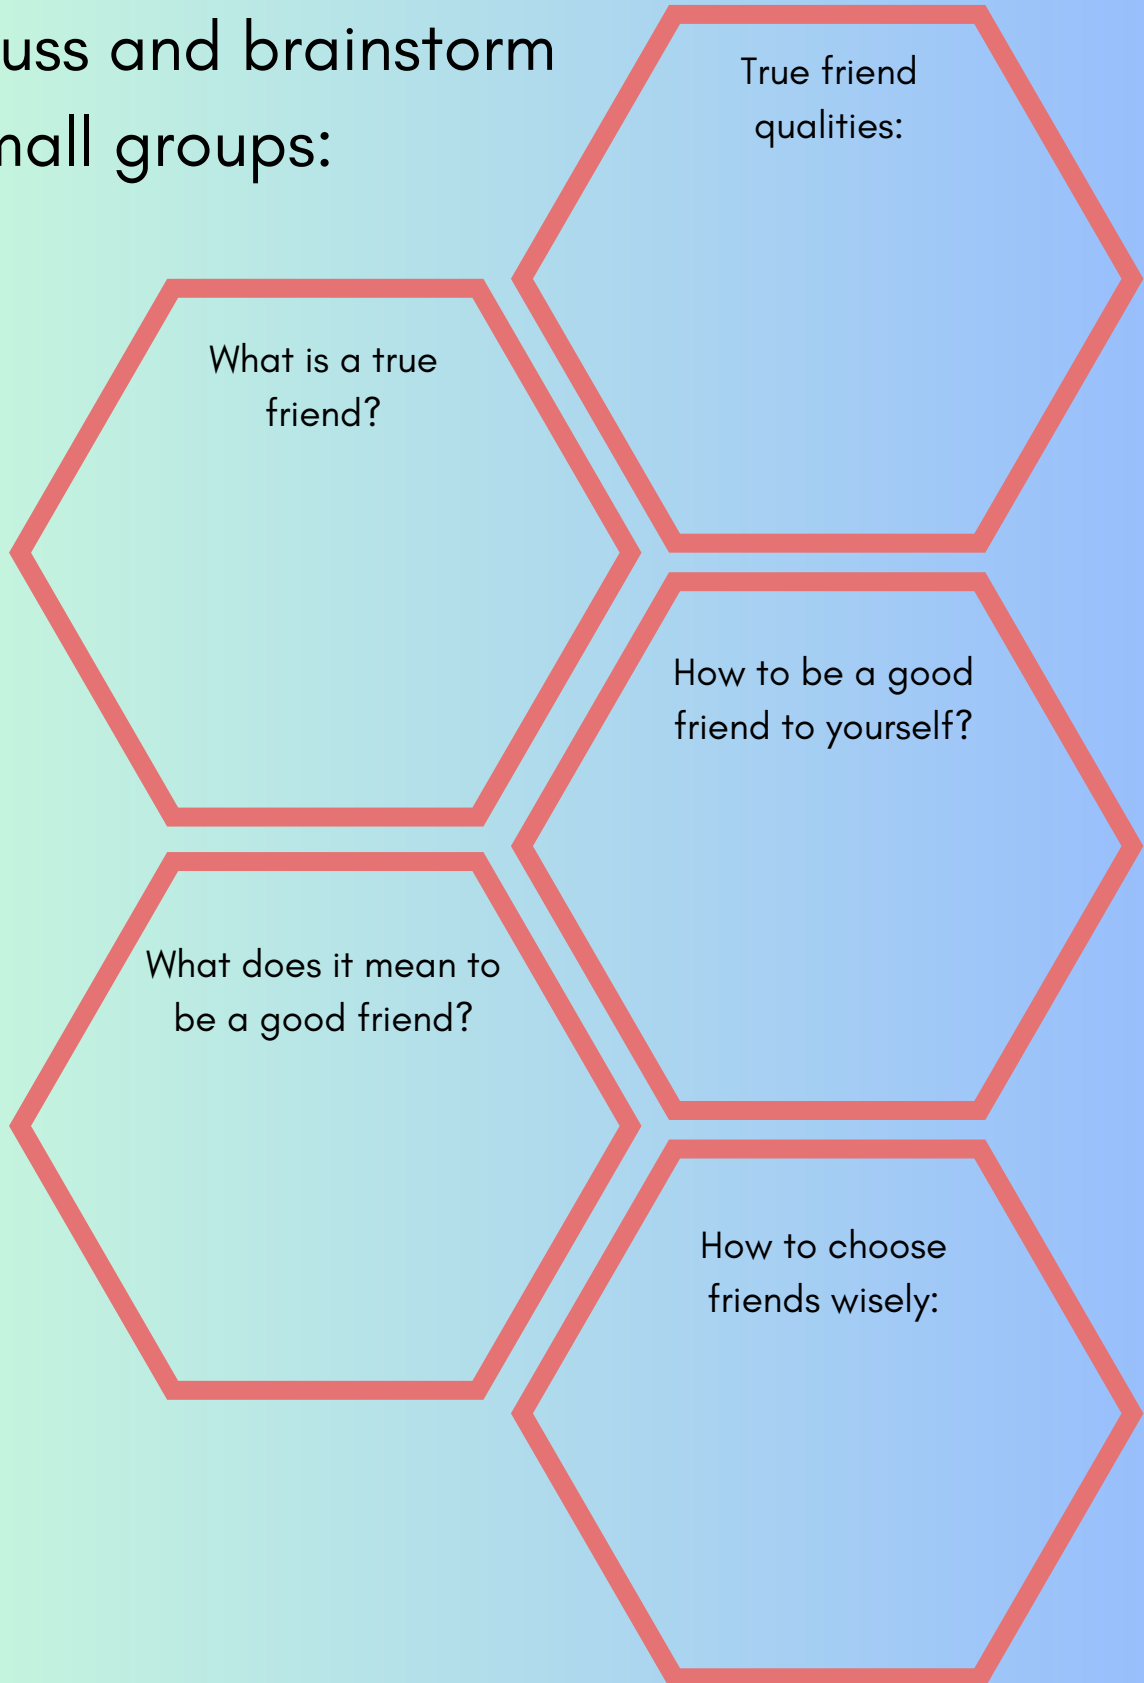 uss and brainstorm
mall groups:
True friend
qualities:
What is a true
friend?
How to be a good
friend to yourself?
What does it mean to
be a good friend?
How to choose
friends wisely: